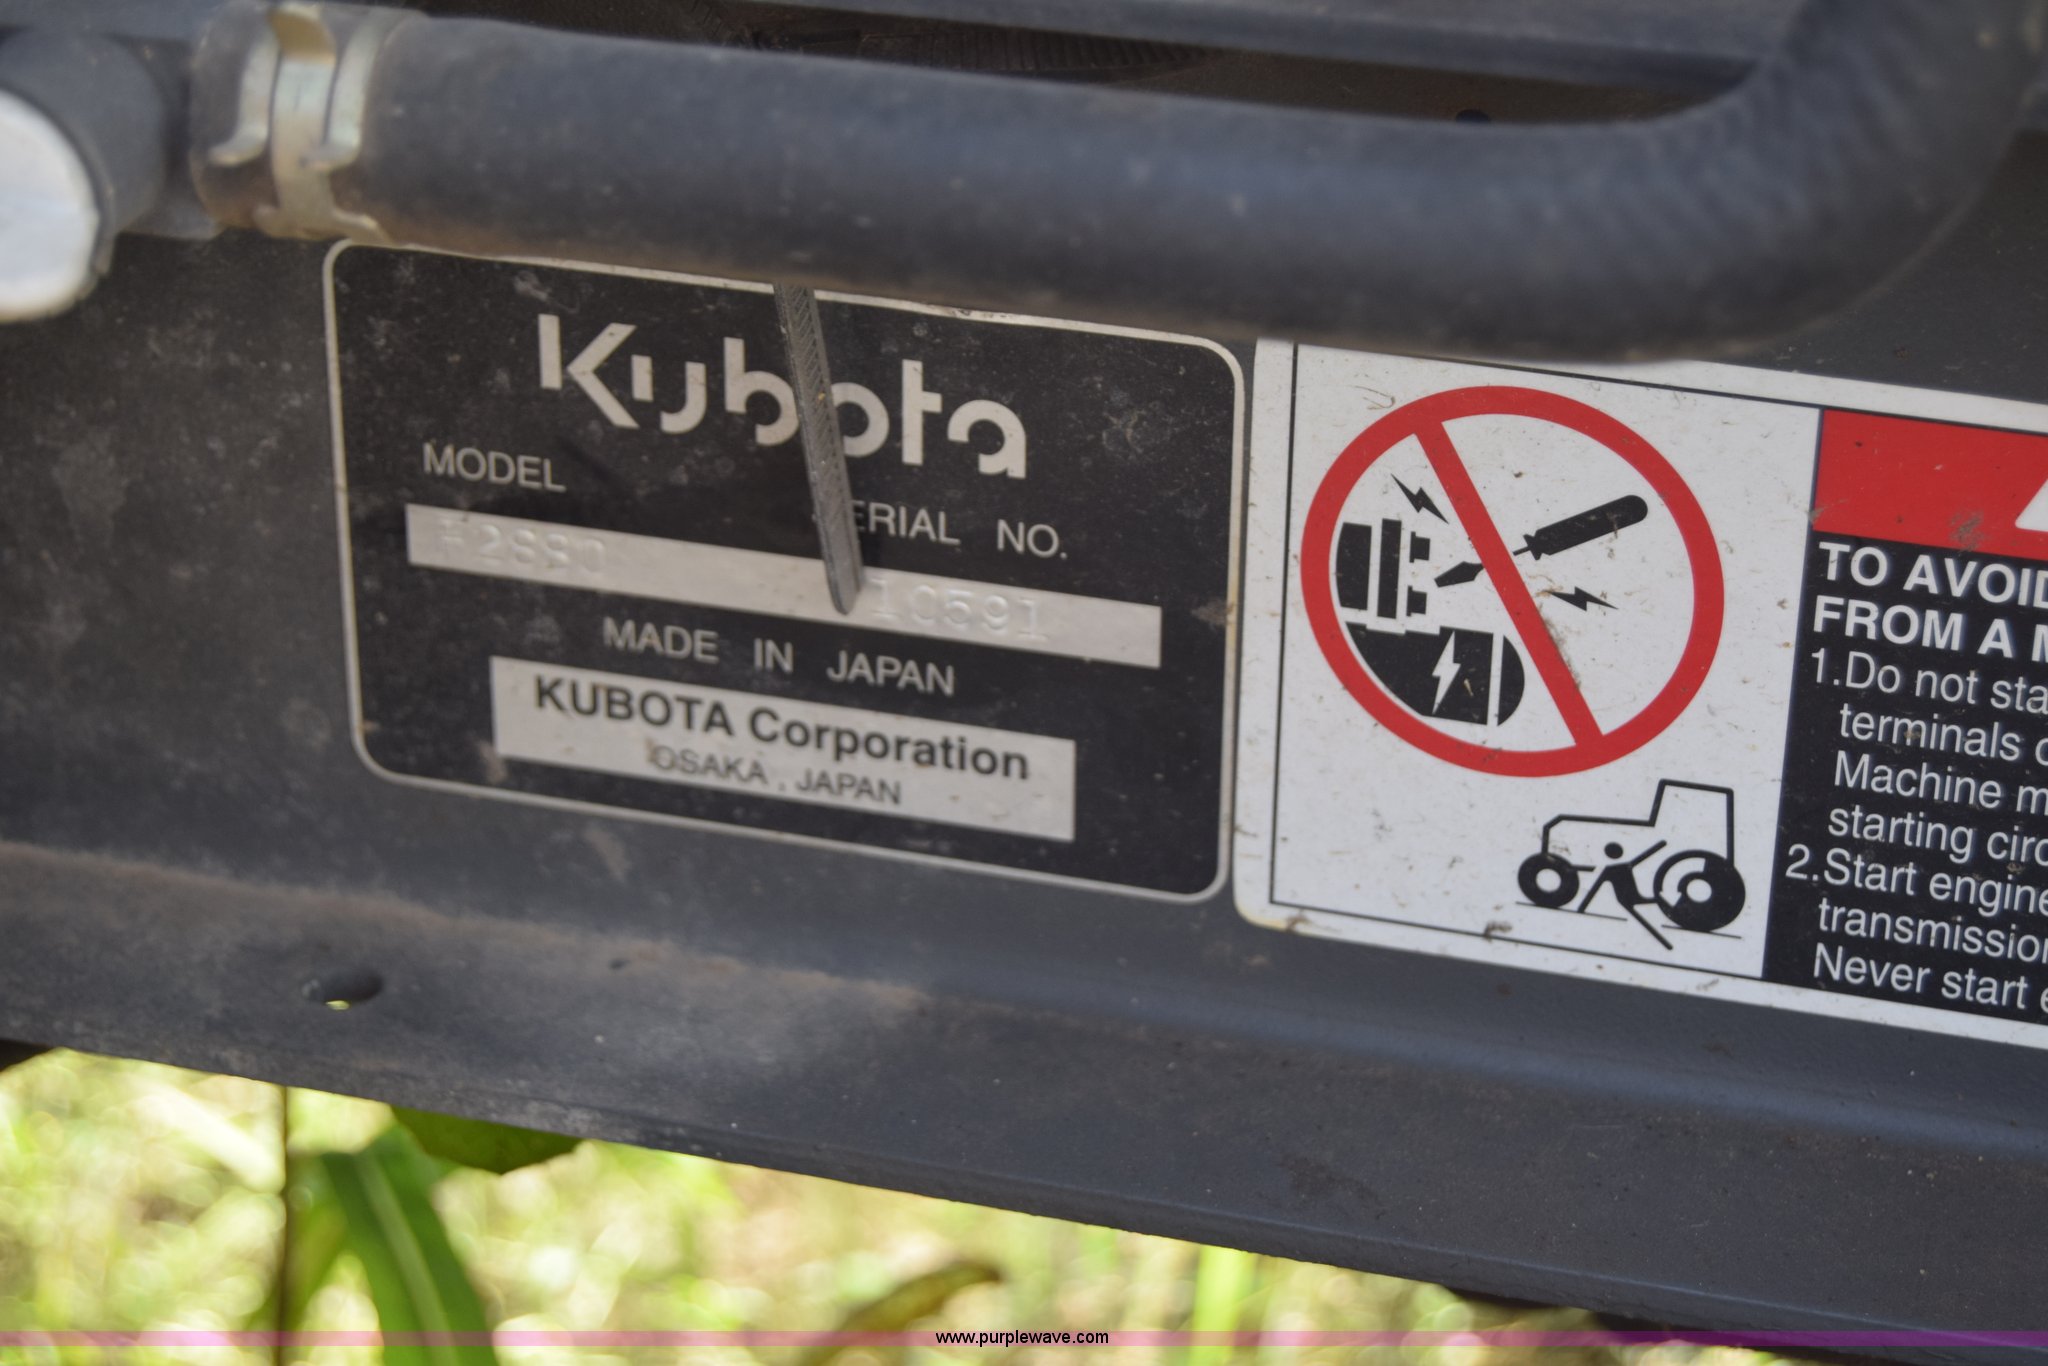 Kubota
MODEL
ERIAL NO.
F2880
10591
MADE IN JAPAN
KUBOTA Corporation
OSAKA, JAPAN
TO AVOID
FROM A
1.Do not sta
terminals
Machine m
starting circ
2.Start engine
transmission
Never start
www.purplewave.com